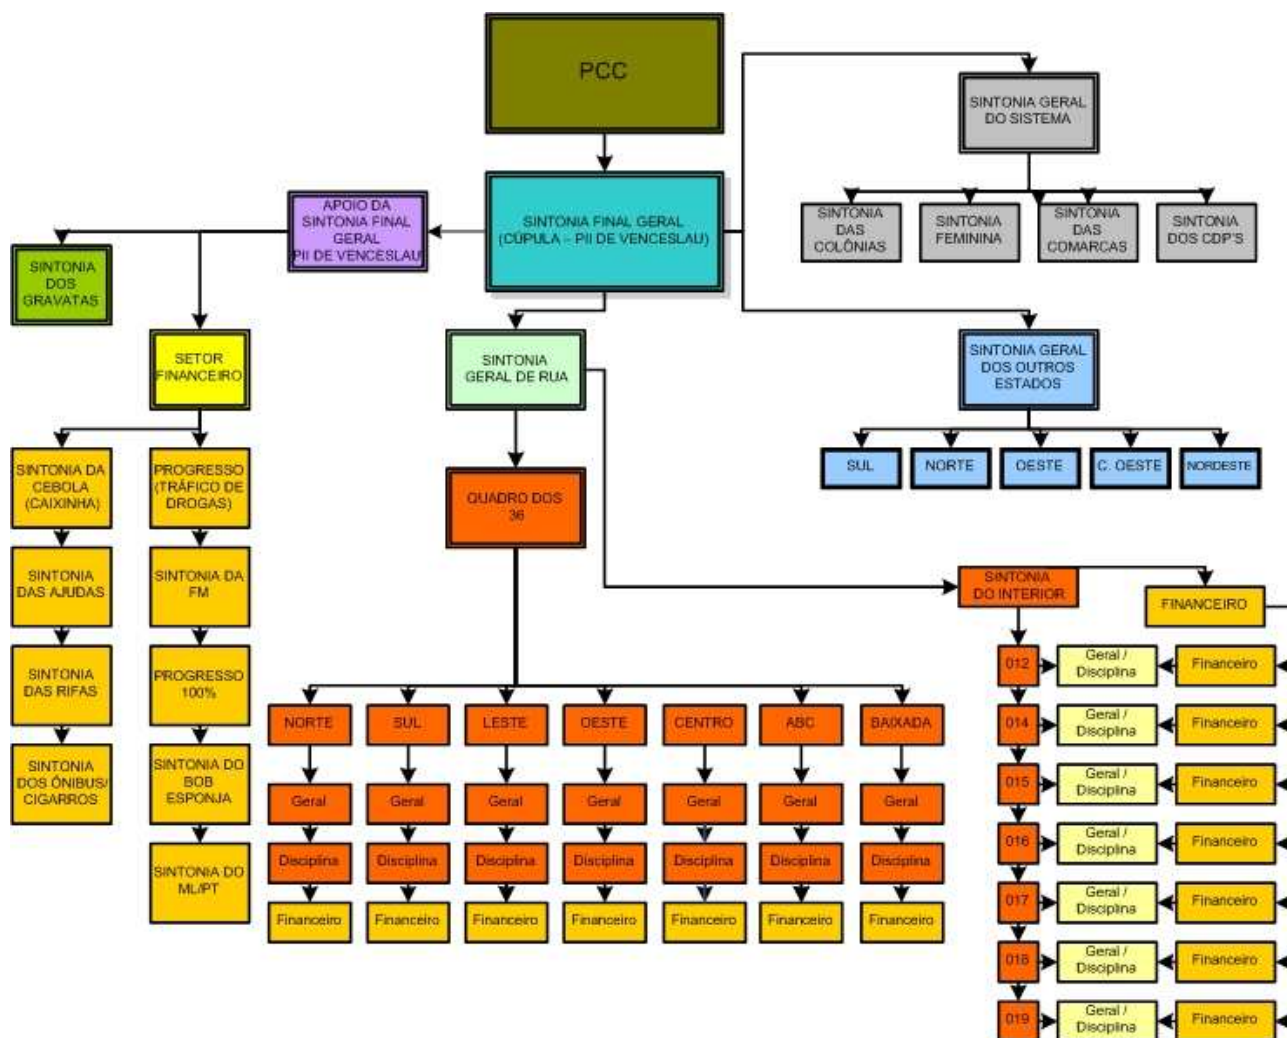 PCC
SINTONIA GERAL
DO SISTEMA
APOIO DA
SINTONIA FINAL
GERAL
PII DE VENCESLAU
SINTONIA FINAL GERAL
(CÚPULA – PII DE VENCESLAU)
SINTONIA
DAS
COLÔNIAS
SINTONIA
FEMININA
SINTONIA
DAS
COMARCAS
SINTONIA
DOS CDP'S
SINTONIA
DOS
GRAVATAS
SETOR
FINANCEIRO
SINTONIA
GERAL DE RUA
SINTONIA GERAL
DOS OUTROS
ESTADOS
SUL
NORTE
OESTE
C. OESTE
NORDESTE
SINTONIA DA
CEBOLA
(CAIXINHA)
PROGRESSO
(TRÁFICO DE
DROGAS)
QUADRO DOS
36
SINTONIA
DAS AJUDAS
SINTONIA DA
FM
SINTONIA
DO INTERIOR
FINANCEIRO
SINTONIA
DAS RIFAS
PROGRESSO
100%
SINTONIA
DOS ÔNIBUS/
CIGARROS
SINTONIA DO
BOB
ESPONJA
SINTONIA DO
ML/PT
NORTE
SUL
LESTE
OESTE
CENTRO
ABC
BAIXADA
Geral
Geral
Geral
Geral
Geral
Geral
Geral
Disciplina
Disciplina
Disciplina
Disciplina
Disciplina
Disciplina
Disciplina
Financeiro
Financeiro
Financeiro
Financeiro
Financeiro
Financeiro
Financeiro
012
Geral /
Disciplina
Financeiro
014
Geral /
Disciplina
Financeiro
015
Geral /
Disciplina
Financeiro
016
Geral /
Disciplina
Financeiro
017
Geral /
Disciplina
Financeiro
018
Geral /
Disciplina
Financeiro
019
Geral /
Disciplina
Financeiro